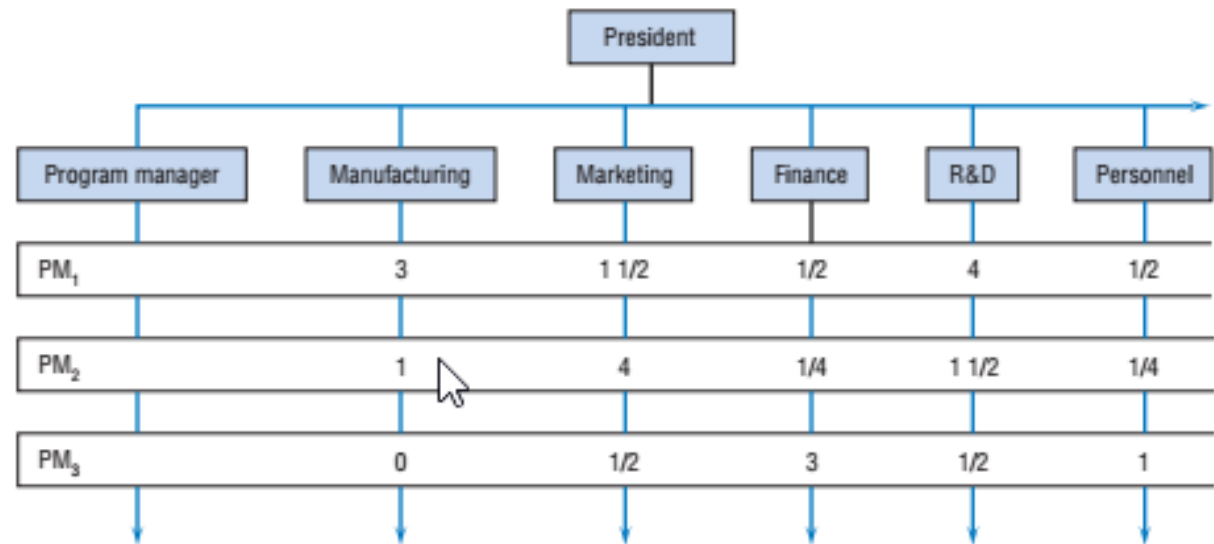 President
Program manager Manufacturing Marketing Finance R&D Personnel
PM₁ 3 1 1/2 1/2 4 1/2
PM₂ 1 4 1/4 1 1/2 1/4
PM₃ 0 1/2 3 1/2 1